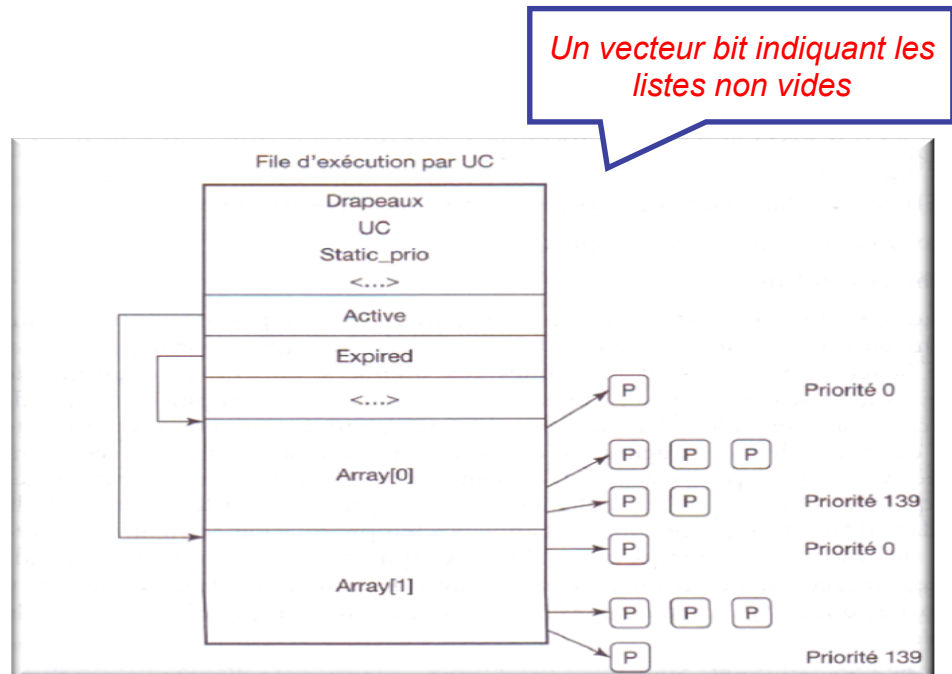 Un vecteur bit indiquant les
listes non vides
File d'exécution par UC
Drapeaux
UC
Static_prio
<...>
Active
Expired
<...>
P Priorité 0
Array[0]
P P P
P P Priorité 139
P Priorité 0
Array[1]
P P P
P Priorité 139